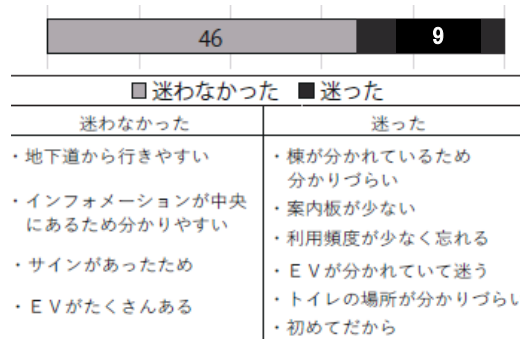 46
9
迷わなかった 迷った
迷わなかった
・地下道から行きやすい
・インフォメーションが中央
にあるため分かりやすい
・サインがあったため
・ＥＶがたくさんある
迷った
・棟が分かれているため
分かりづらい
・案内板が少ない
・利用頻度が少なく忘れる
・ＥＶが分かれていて迷う
・トイレの場所が分かりづらい
・初めてだから